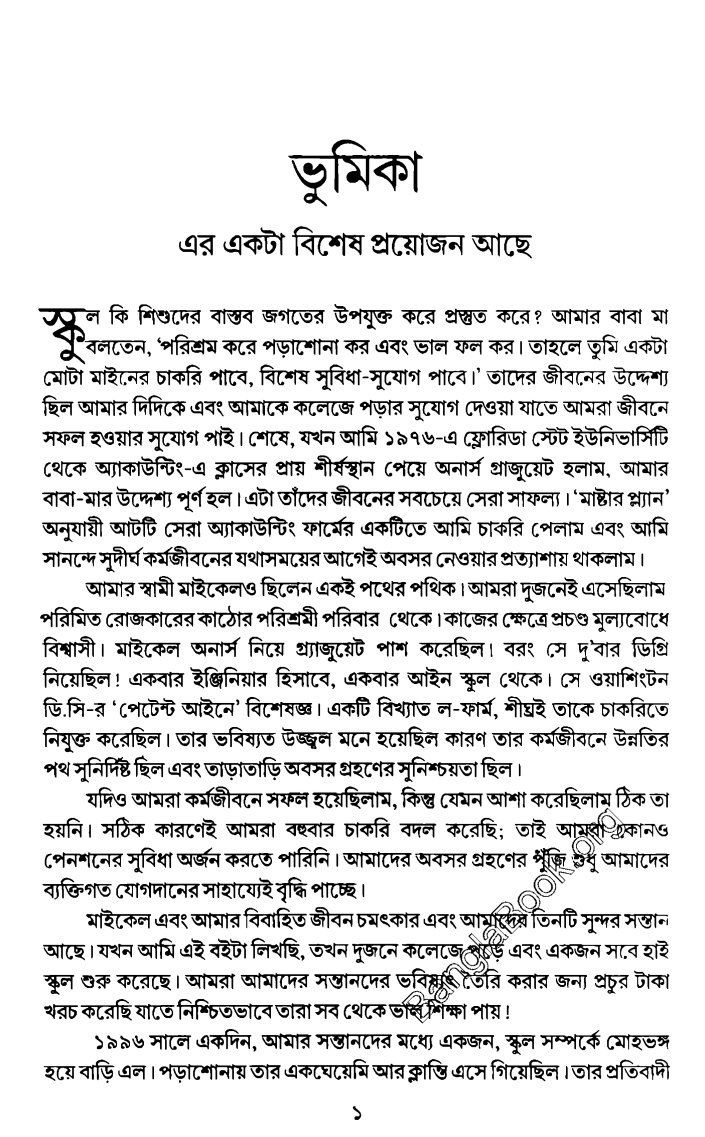 ভূমিকা
এর একটা বিশেষ প্রয়োজন আছে
স্কুল কি শিশুদের বাস্তব জগতের উপযুক্ত করে প্রস্তুত করে? আমার বাবা মা
বলতেন, ‘পরিশ্রম করে পড়াশোনা কর এবং ভাল ফল কর। তাহলে তুমি একটা
মোটা মাইনের চাকরি পাবে, বিশেষ সুবিধা-সুযোগ পাবে।’ তাদের জীবনের উদ্দেশ্য
ছিল আমার দিদিকে এবং আমাকে কলেজে পড়ার সুযোগ দেওয়া যাতে আমরা জীবনে
সফল হওয়ার সুযোগ পাই। শেষে, যখন আমি ১৯৭৬-এ ফ্লোরিডা স্টেট ইউনিভার্সিটি
থেকে অ্যাকাউন্টিং-এ ক্লাসের প্রায় শীর্ষস্থান পেয়ে অনার্স গ্রাজুয়েট হলাম, আমার
বাবা-মার উদ্দেশ্য পূর্ণ হল। এটা তাঁদের জীবনের সবচেয়ে সেরা সাফল্য। ‘মাষ্টার প্ল্যান’
অনুযায়ী আটটি সেরা অ্যাকাউন্টিং ফার্মের একটিতে আমি চাকরি পেলাম এবং আমি
সানন্দে সুদীর্ঘ কর্মজীবনের যথাসময়ের আগেই অবসর নেওয়ার প্রত্যাশায় থাকলাম।
আমার স্বামী মাইকেলও ছিলেন একই পথের পথিক। আমরা দুজনেই এসেছিলাম
পরিমিত রোজকারের কাঠোর পরিশ্রমী পরিবার থেকে। কাজের ক্ষেত্রে প্রচণ্ড মূল্যবোধে
বিশ্বাসী। মাইকেল অনার্স নিয়ে গ্র্যাজুয়েট পাশ করেছিল! বরং সে দু'বার ডিগ্রি
নিয়েছিল! একবার ইঞ্জিনিয়ার হিসাবে, একবার আইন স্কুল থেকে। সে ওয়াশিংটন
ডি.সি-র ‘পেটেন্ট আইনে’ বিশেষজ্ঞ। একটি বিখ্যাত ল-ফার্ম, শীঘ্রই তাকে চাকরিতে
নিযুক্ত করেছিল। তার ভবিষ্যত উজ্জ্বল মনে হয়েছিল কারণ তার কর্মজীবনে উন্নতির
পথ সুনির্দিষ্ট ছিল এবং তাড়াতাড়ি অবসর গ্রহণের সুনিশ্চয়তা ছিল।
যদিও আমরা কর্মজীবনে সফল হয়েছিলাম, কিন্তু যেমন আশা করেছিলাম ঠিক তা
হয়নি। সঠিক কারণেই আমরা বহুবার চাকরি বদল করেছি; তাই আমরা কোনও
পেনশনের সুবিধা অর্জন করতে পারিনি। আমাদের অবসর গ্রহণের পুঁজি শুধু আমাদের
ব্যক্তিগত যোগদানের সাহায্যেই বৃদ্ধি পাচ্ছে।
মাইকেল এবং আমার বিবাহিত জীবন চমৎকার এবং আমাদের তিনটি সুন্দর সন্তান
আছে। যখন আমি এই বইটা লিখছি, তখন দুজনে কলেজে পড়ে এবং একজন সবে হাই
স্কুল শুরু করেছে। আমরা আমাদের সন্তানদের ভবিষ্যৎ তৈরি করার জন্য প্রচুর টাকা
খরচ করেছি যাতে নিশ্চিতভাবে তারা সব থেকে ভাল শিক্ষা পায়!
১৯৯৬ সালে একদিন, আমার সন্তানদের মধ্যে একজন, স্কুল সম্পর্কে মোহভঙ্গ
হয়ে বাড়ি এল। পড়াশোনায় তার একঘেয়েমি আর ক্লান্তি এসে গিয়েছিল। তার প্রতিবাদী
BanglaBook.org
১